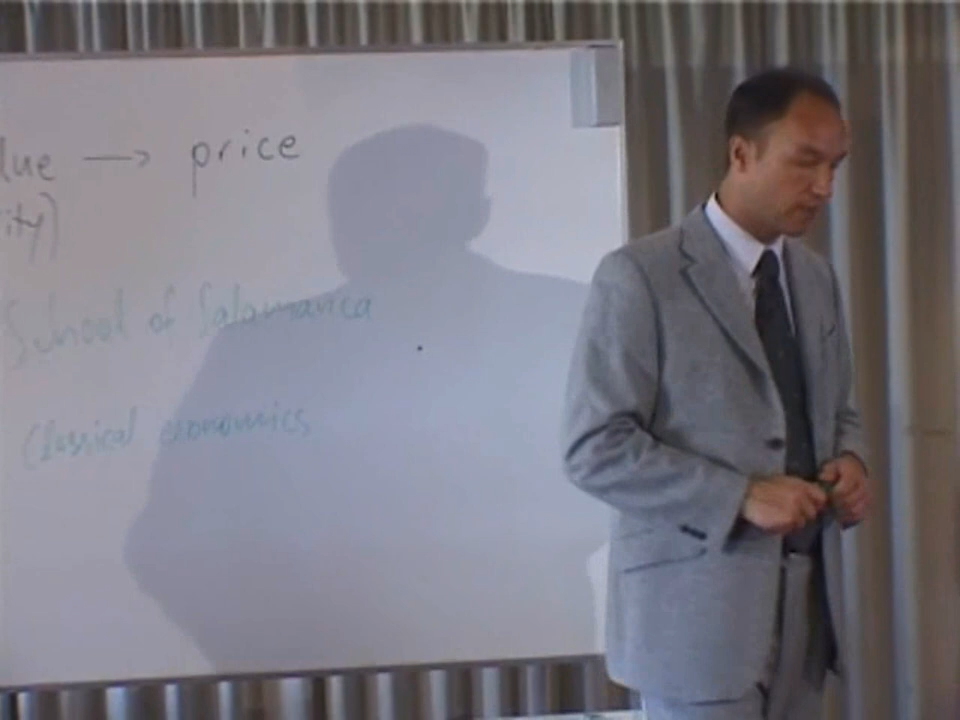 lue → price
ity)
School of Salamanca
Classical economics